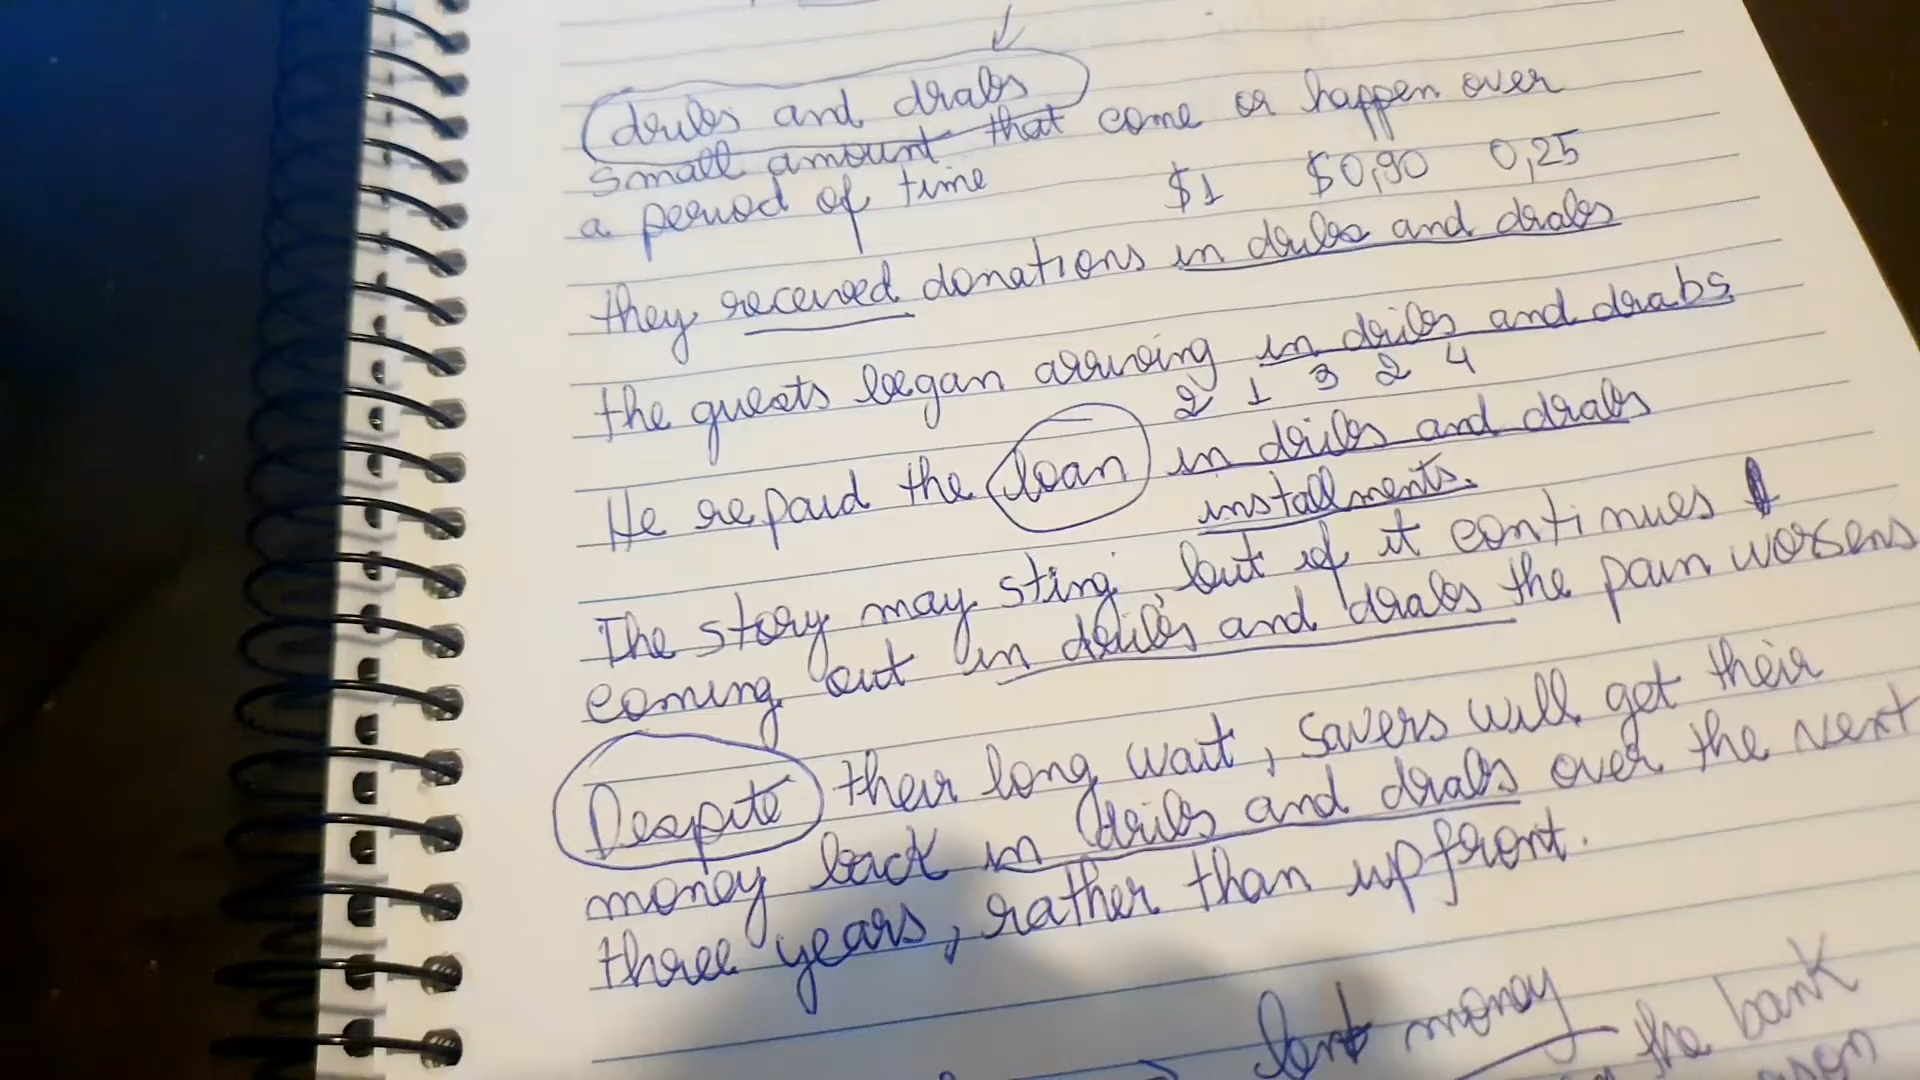 dribs and drabs
small amount that come or happen over
a period of time $1 $0,90 0,25
they received donations in dribs and drabs
the guests began arriving in dribs and drabs
2 1 3 2 4
He repaid the loan in dribs and drabs
installments.
The story may sting, but if it continues
coming out in dribs and drabs the pain worsens
Despite their long wait, savers will get their
money back in dribs and drabs over the next
three years, rather than upfront.
money
the bank